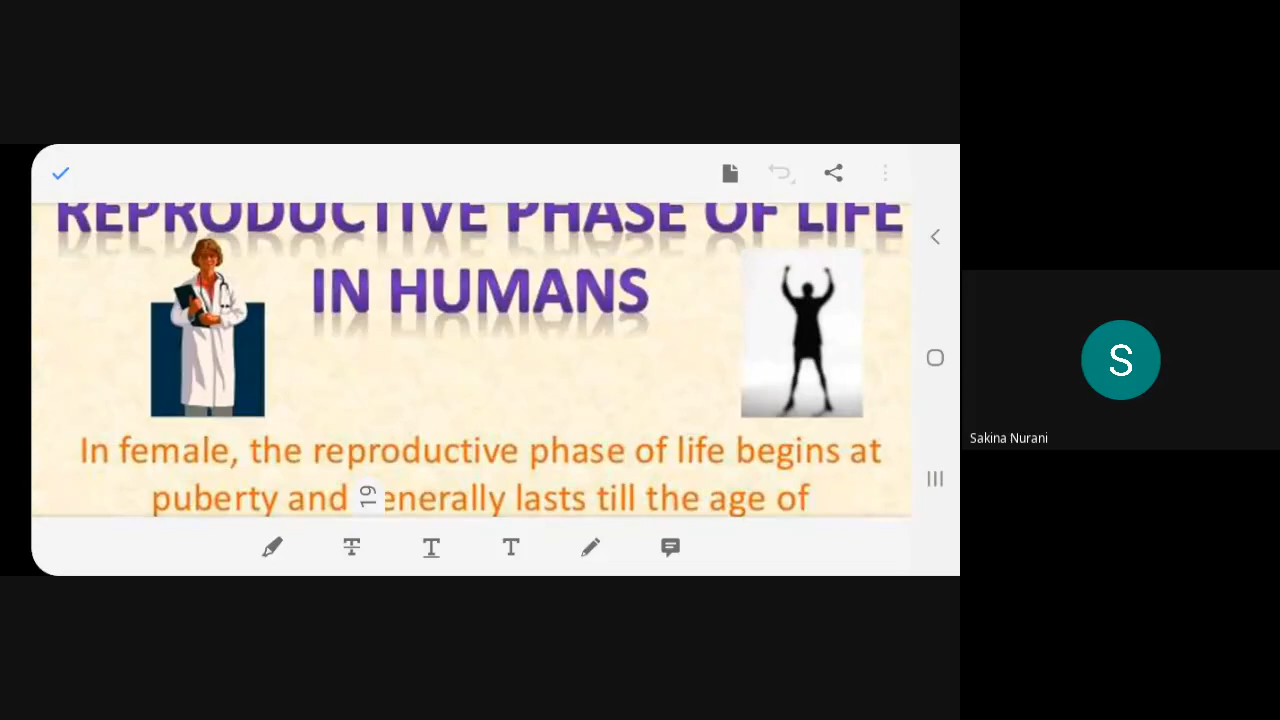 REPRODUCTIVE PHASE OF LIFE
IN HUMANS
In female, the reproductive phase of life begins at
puberty and enerally lasts till the age of
19
T
T
T
S
Sakina Nurani